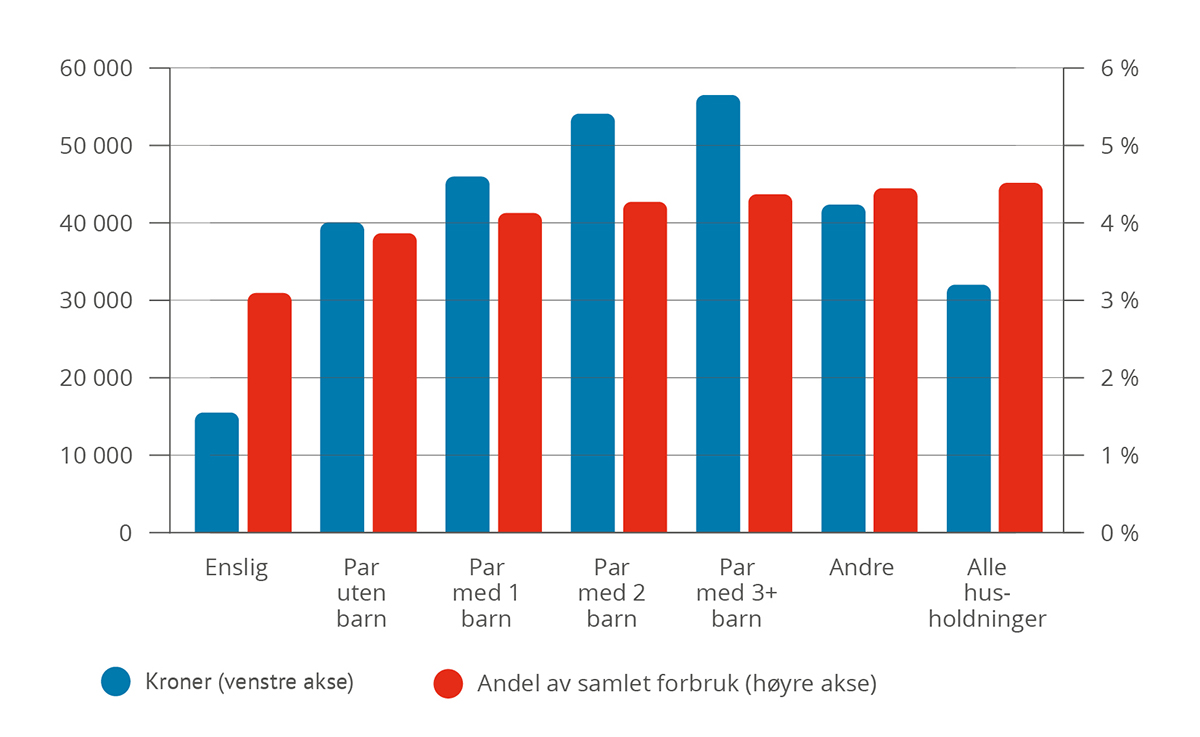 60 000
50 000
40 000
30 000
20 000
10 000
0
6 %
5 %
4 %
3 %
2 %
1 %
0 %
Enslig
Par
uten
barn
Par
med 1
barn
Par
med 2
barn
Par
med 3+
barn
Andre
Alle
hus-
holdninger
Kroner (venstre akse)
Andel av samlet forbruk (høyre akse)